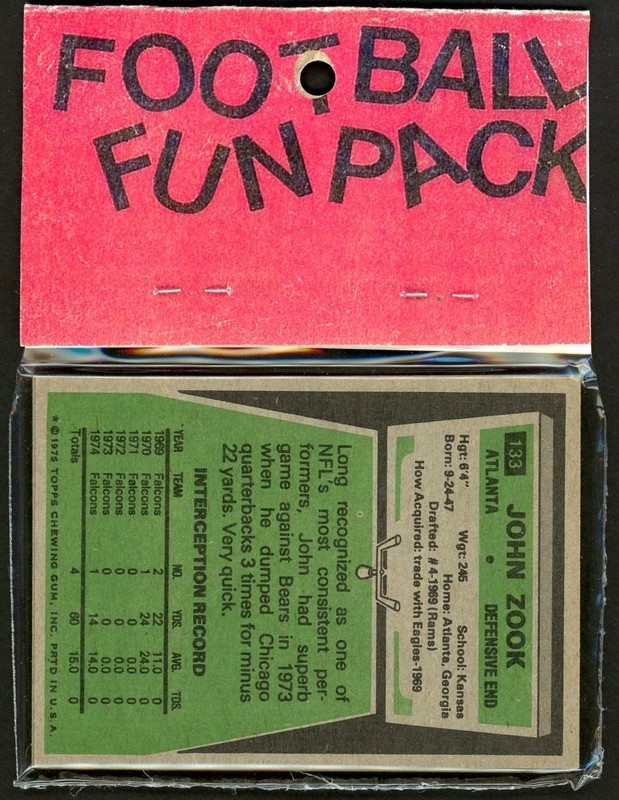 FOOTBALL
FUN PACK
133 JOHN ZOOK
ATLANTA • DEFENSIVE END
Hgt: 6'4" Wgt: 245 School: Kansas
Born: 9-24-47 Home: Atlanta, Georgia
Drafted: #4-1969 (Rams)
How Acquired: trade with Eagles-1969
Long recognized as one of
NFL's most consistent per-
formers, John had superb
game against Bears in 1973
when he dumped Chicago
quarterbacks 3 times for minus
22 yards. Very quick.
INTERCEPTION RECORD
YEAR TEAM NO. YDS. AVG. TDS.
1969 Falcons 2 22 11.0 0
1970 Falcons 1 24 24.0 0
1971 Falcons 0 0 0.0 0
1972 Falcons 0 0 0.0 0
1973 Falcons 0 0 0.0 0
1974 Falcons 1 14 14.0 0
Totals 4 60 15.0 0
* © 1975 TOPPS CHEWING GUM, INC. PRTD IN U.S.A.